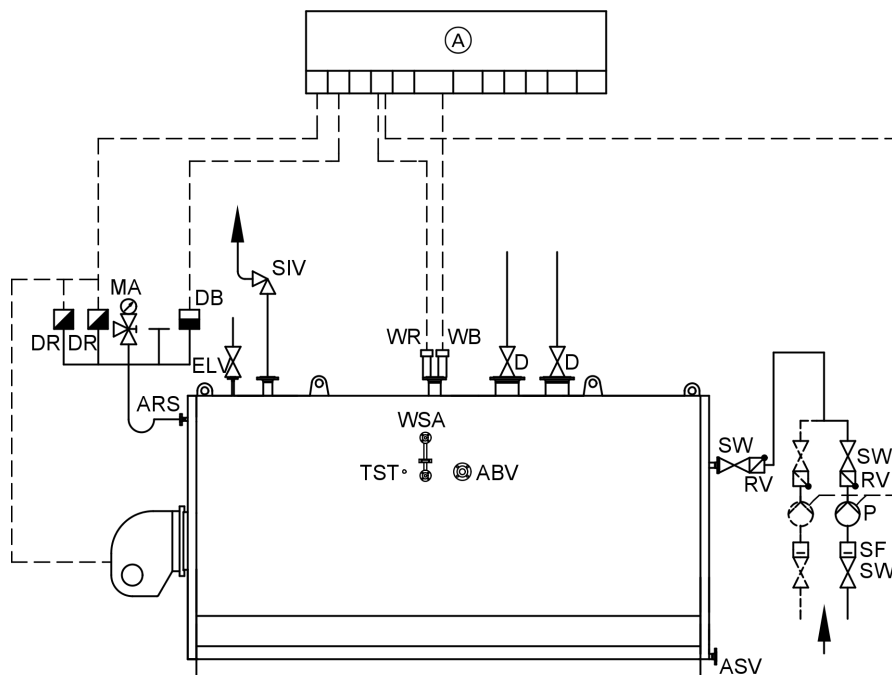 A
SIV
MA
DB
DR DR
ELV
WR WB
D D
ARS
WSA
TST
ABV
SW
RV
SW
RV
P
SF
SW
ASV